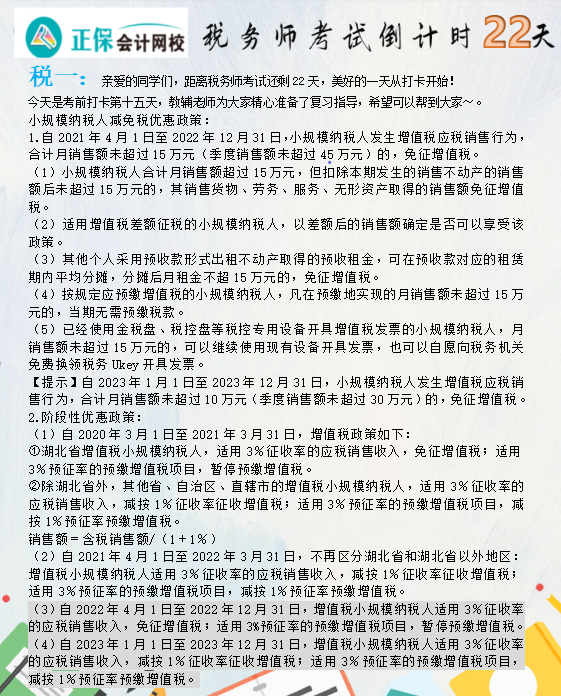 正保会计网校 税务师考试倒计时22天
税一：亲爱的同学们，距离税务师考试还剩22天，美好的一天从打卡开始！
今天是考前打卡第十五天，教辅老师为大家精心准备了复习指导，希望可以帮到大家～。
小规模纳税人减免税优惠政策：
1.自2021年4月1日至2022年12月31日，小规模纳税人发生增值税应税销售行为，
合计月销售额未超过15万元（季度销售额未超过45万元）的，免征增值税。
（1）小规模纳税人合计月销售额超过15万元，但扣除本期发生的销售不动产的销售
额后未超过15万元的，其销售货物、劳务、服务、无形资产取得的销售额免征增值
税。
（2）适用增值税差额征税的小规模纳税人，以差额后的销售额确定是否可以享受该
政策。
（3）其他个人采用预收款形式出租不动产取得的预收租金，可在预收款对应的租赁
期内平均分摊，分摊后月租金不超15万元的，免征增值税。
（4）按规定应预缴增值税的小规模纳税人，凡在预缴地实现的月销售额未超过15万
元的，当期无需预缴税款。
（5）已经使用金税盘、税控盘等税控专用设备开具增值税发票的小规模纳税人，月
销售额未超过15万元的，可以继续使用现有设备开具发票，也可以自愿向税务机关
免费换领税务Ukey开具发票。
【提示】自2023年1月1日至2023年12月31日，小规模纳税人发生增值税应税销
售行为，合计月销售额未超过10万元（季度销售额未超过30万元）的，免征增值税。
2.阶段性优惠政策：
（1）自2020年3月1日至2021年3月31日，增值税政策如下：
①湖北省增值税小规模纳税人，适用3%征收率的应税销售收入，免征增值税；适用
3%预征率的预缴增值税项目，暂停预缴增值税。
②除湖北省外，其他省、自治区、直辖市的增值税小规模纳税人，适用3%征收率的
应税销售收入，减按1%征收率征收增值税；适用3%预征率的预缴增值税项目，减
按1%预征率预缴增值税。
销售额＝含税销售额/（1＋1%）
（2）自2021年4月1日至2022年3月31日，不再区分湖北省和湖北省以外地区：
增值税小规模纳税人适用3%征收率的应税销售收入，减按1%征收率征收增值税；
适用3%预征率的预缴增值税项目，减按1%预征率预缴增值税。
（3）自2022年4月1日至2022年12月31日，增值税小规模纳税人适用3%征收率
的应税销售收入，免征增值税；适用3%预征率的预缴增值税项目，暂停预缴增值税。
（4）自2023年1月1日至2023年12月31日，增值税小规模纳税人适用3%征收率
的应税销售收入，减按1%征收率征收增值税；适用3%预征率的预缴增值税项目，
减按1%预征率预缴增值税。